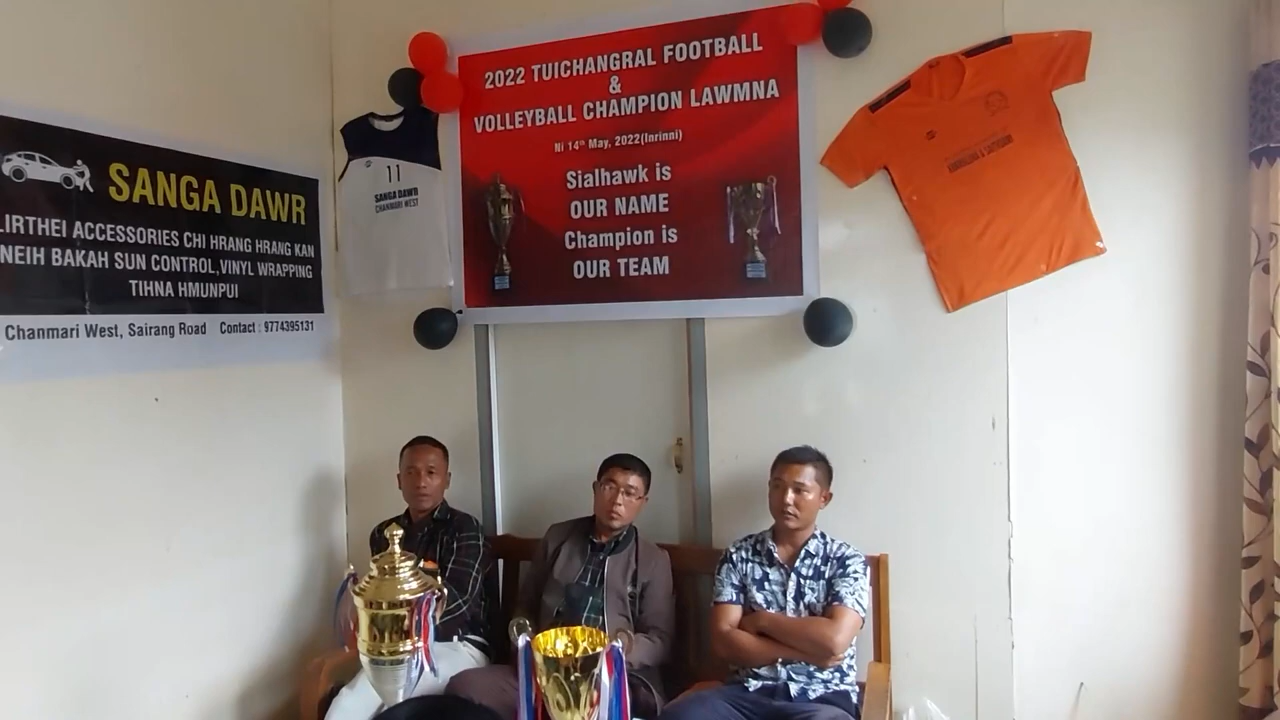 SANGA DAWR
LIRTHEI ACCESSORIES CHI HRANG HRANG KAN
NEIH BAKAH SUN CONTROL,VINYL WRAPPING
TIHNA HMUNPUI
Chanmari West, Sairang Road Contact : 9774395131
11
SANGA DAWR
CHANMARI WEST
2022 TUICHANGRAL FOOTBALL
&
VOLLEYBALL CHAMPION LAWMNA
Ni 14th May, 2022(Inrinni)
Sialhawk is
OUR NAME
Champion is
OUR TEAM